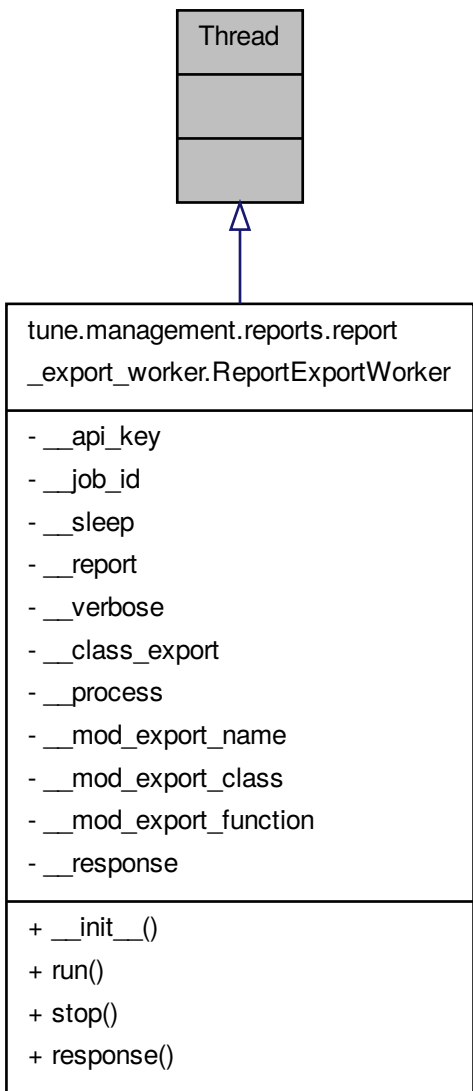 Thread
tune.management.reports.report
_export_worker.ReportExportWorker
- __api_key
- __job_id
- __sleep
- __report
- __verbose
- __class_export
- __process
- __mod_export_name
- __mod_export_class
- __mod_export_function
- __response
+ __init__()
+ run()
+ stop()
+ response()